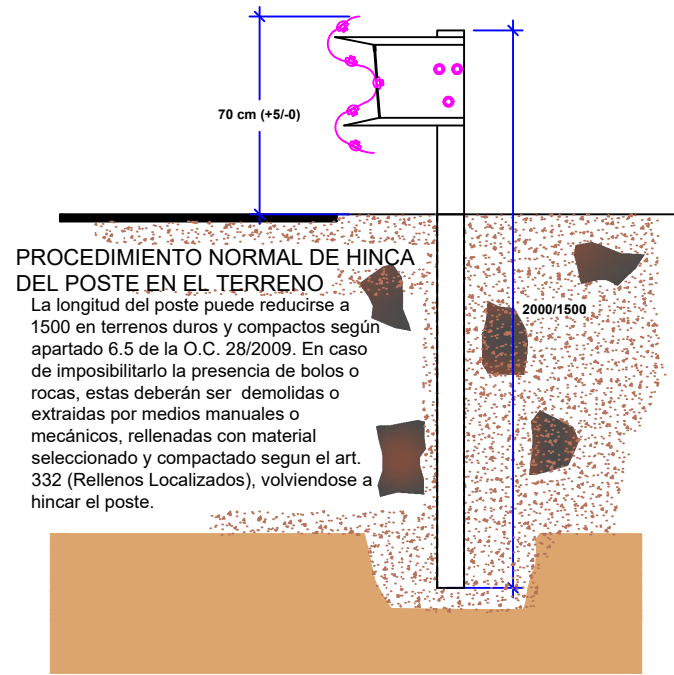 70 cm (+5/-0)
PROCEDIMIENTO NORMAL DE HINCA
DEL POSTE EN EL TERRENO
La longitud del poste puede reducirse a
1500 en terrenos duros y compactos según
apartado 6.5 de la O.C. 28/2009. En caso
de imposibilitarlo la presencia de bolos o
rocas, estas deberán ser demolidas o
extraidas por medios manuales o
mecánicos, rellenadas con material
seleccionado y compactado segun el art.
332 (Rellenos Localizados), volviendose a
hincar el poste.
2000/1500